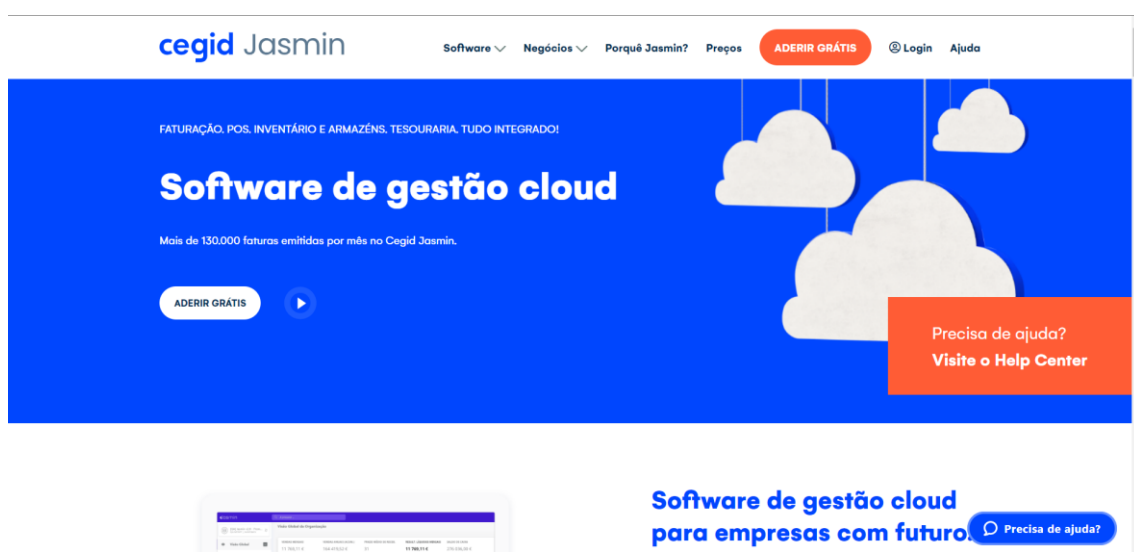 cegid Jasmin
Software Negócios Porquê Jasmin? Preços ADERIR GRÁTIS Login Ajuda
FATURAÇÃO, POS, INVENTÁRIO E ARMAZÉNS, TESOURARIA, TUDO INTEGRADO!
Software de gestão cloud
Mais de 130.000 faturas emitidas por mês no Cegid Jasmin.
ADERIR GRÁTIS
Precisa de ajuda?
Visite o Help Center
Software de gestão cloud
para empresas com futuro.
Precisa de ajuda?